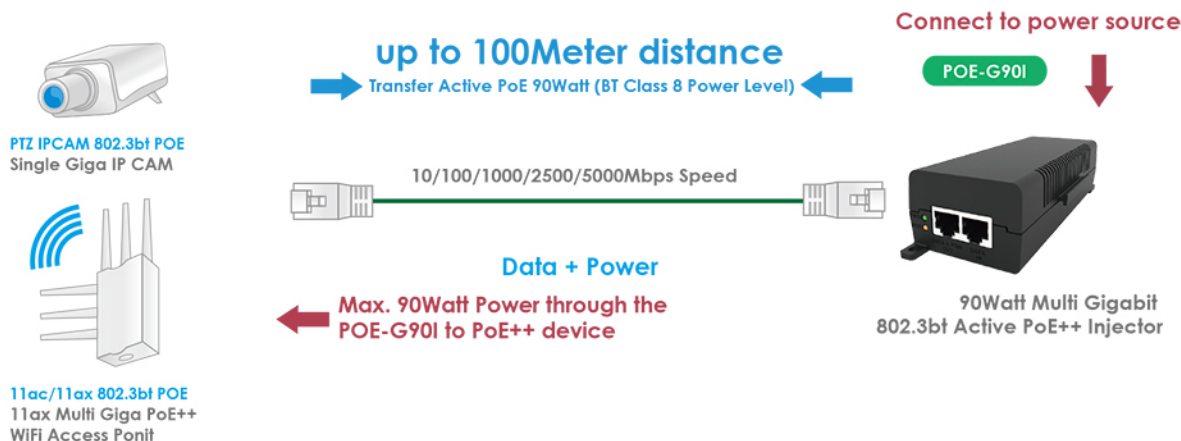 Connect to power source
up to 100Meter distance
Transfer Active PoE 90Watt (BT Class 8 Power Level)
POE-G90I
PTZ IPCAM 802.3bt POE
Single Giga IP CAM
10/100/1000/2500/5000Mbps Speed
Data + Power
Max. 90Watt Power through the
POE-G90I to PoE++ device
90Watt Multi Gigabit
802.3bt Active PoE++ Injector
11ac/11ax 802.3bt POE
11ax Multi Giga PoE++
WiFi Access Ponit